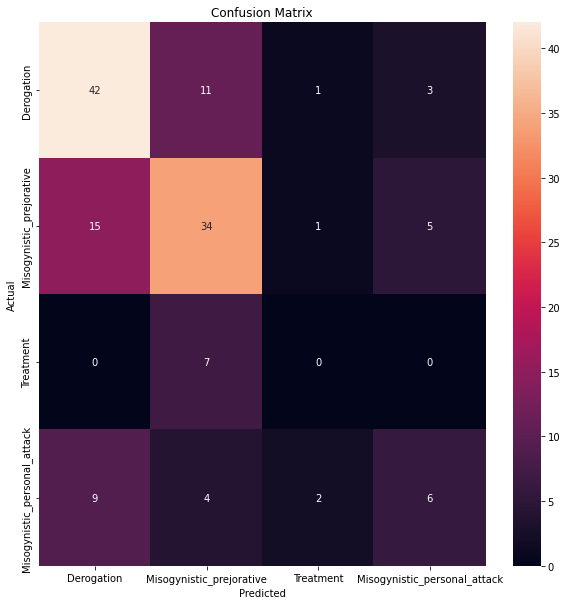 Confusion Matrix
Actual
Derogation
42 11 1 3
Misogynistic_prejorative
15 34 1 5
Treatment
0 7 0 0
Misogynistic_personal_attack
9 4 2 6
Derogation Misogynistic_prejorative Treatment Misogynistic_personal_attack
Predicted
40
35
30
25
20
15
10
5
0